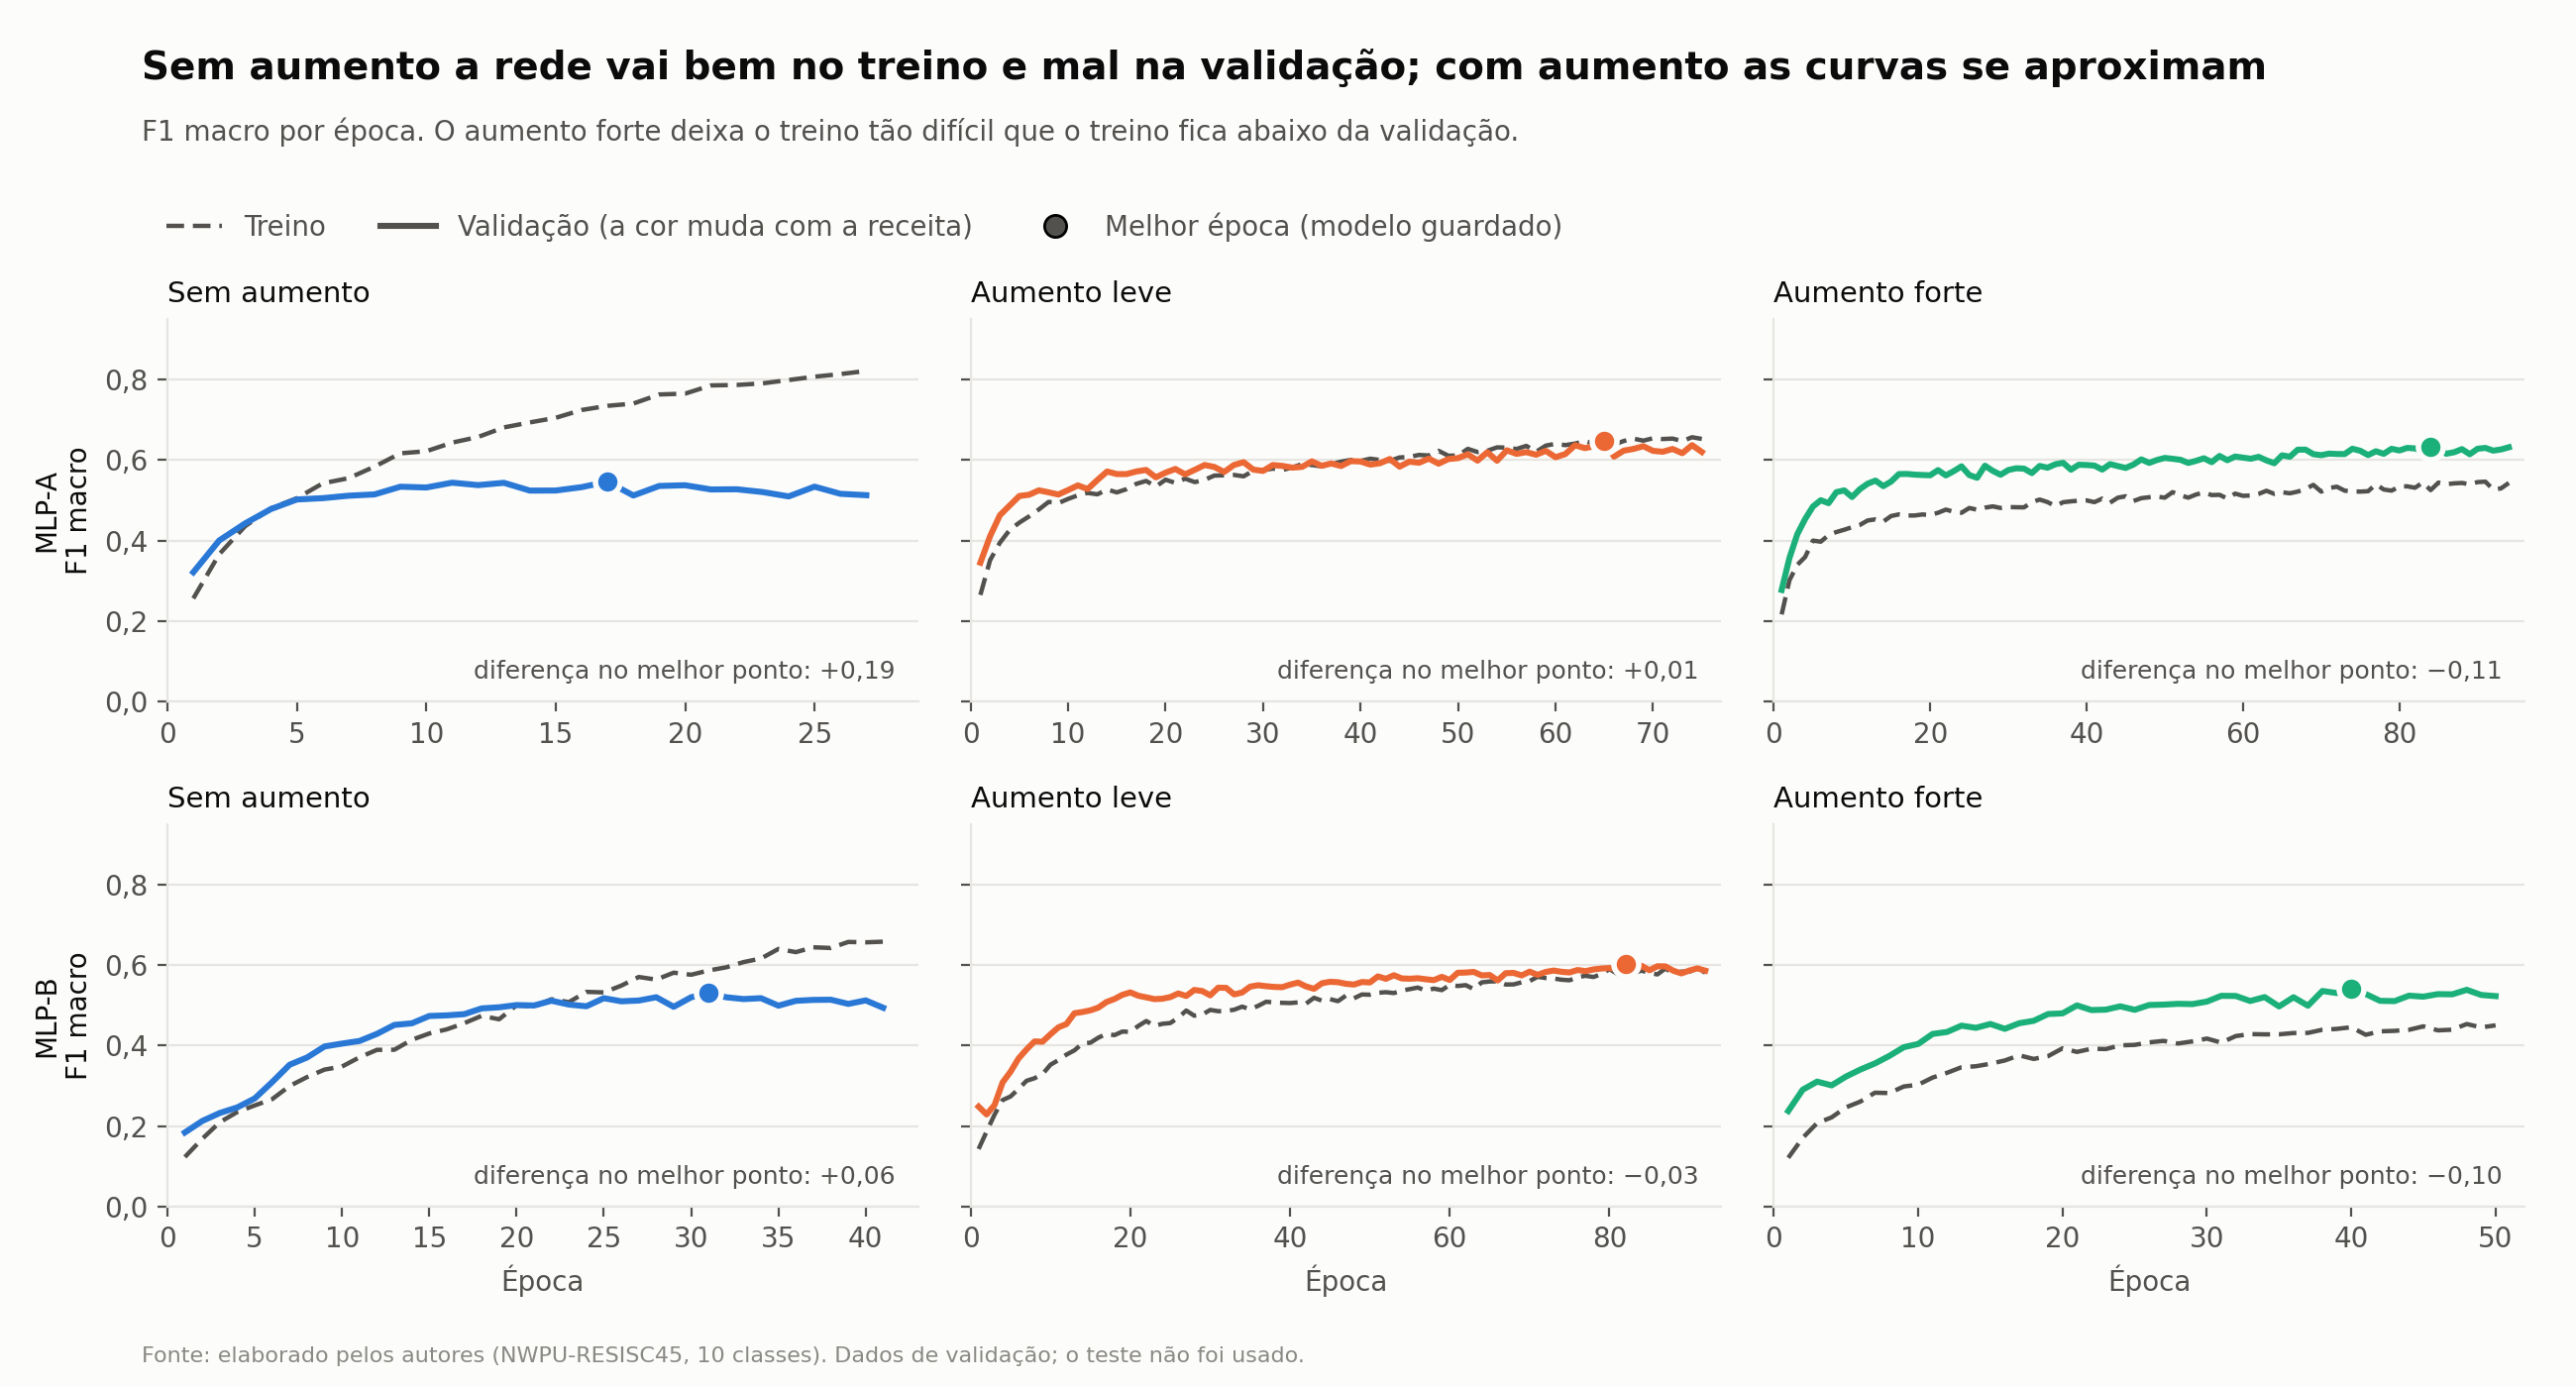 Sem aumento a rede vai bem no treino e mal na validação; com aumento as curvas se aproximam
F1 macro por época. O aumento forte deixa o treino tão difícil que o treino fica abaixo da validação.
Treino
Validação (a cor muda com a receita)
Melhor época (modelo guardado)
Sem aumento
Aumento leve
Aumento forte
MLP-A
F1 macro
0,8
0,6
0,4
0,2
0,0
diferença no melhor ponto: +0,19
diferença no melhor ponto: +0,01
diferença no melhor ponto: −0,11
0 5 10 15 20 25
0 10 20 30 40 50 60 70
0 20 40 60 80
Sem aumento
Aumento leve
Aumento forte
MLP-B
F1 macro
0,8
0,6
0,4
0,2
0,0
diferença no melhor ponto: +0,06
diferença no melhor ponto: −0,03
diferença no melhor ponto: −0,10
0 5 10 15 20 25 30 35 40
0 20 40 60 80
0 10 20 30 40 50
Época
Época
Época
Fonte: elaborado pelos autores (NWPU-RESISC45, 10 classes). Dados de validação; o teste não foi usado.